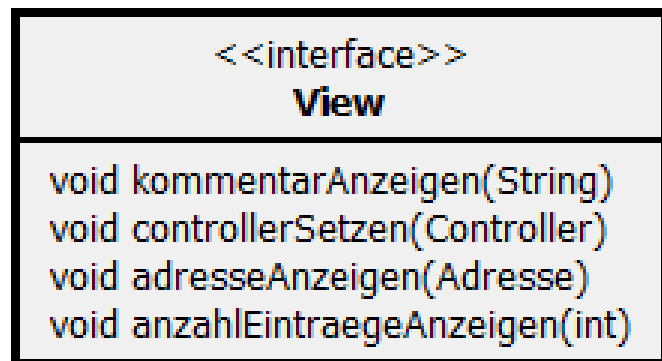 <<interface>>
View
void kommentarAnzeigen(String)
void controllerSetzen(Controller)
void adresseAnzeigen(Adresse)
void anzahlEintraegeAnzeigen(int)